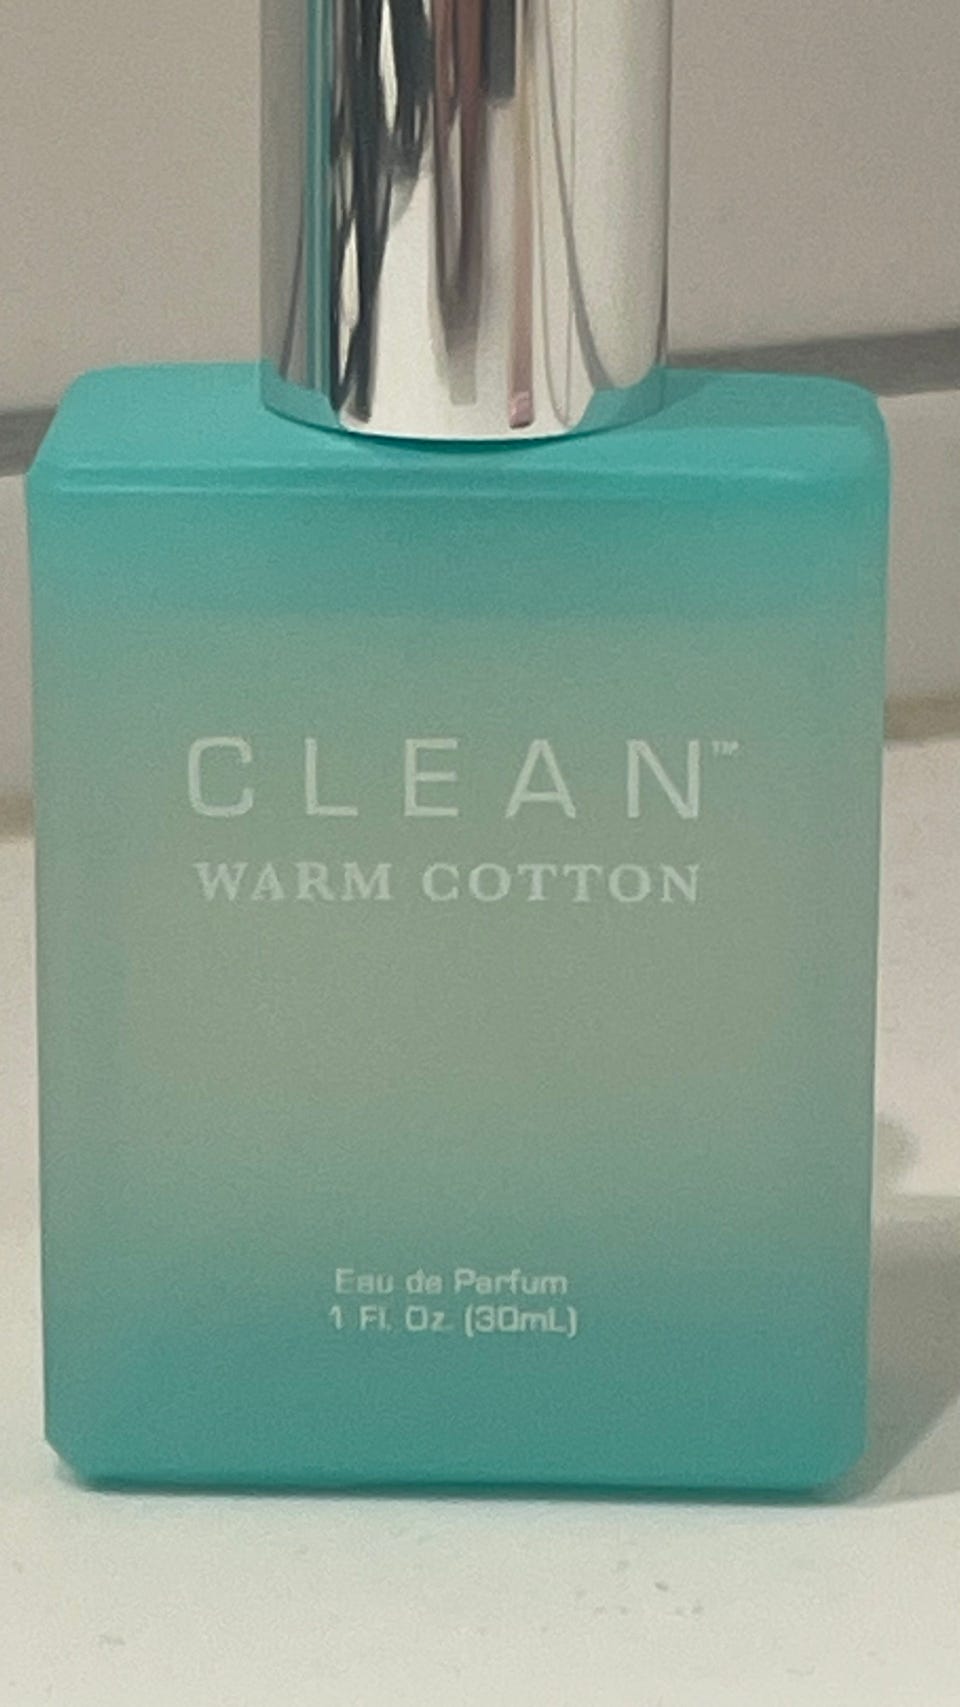 CLEAN™
WARM COTTON
Eau de Parfum
1 Fl. Oz. (30mL)